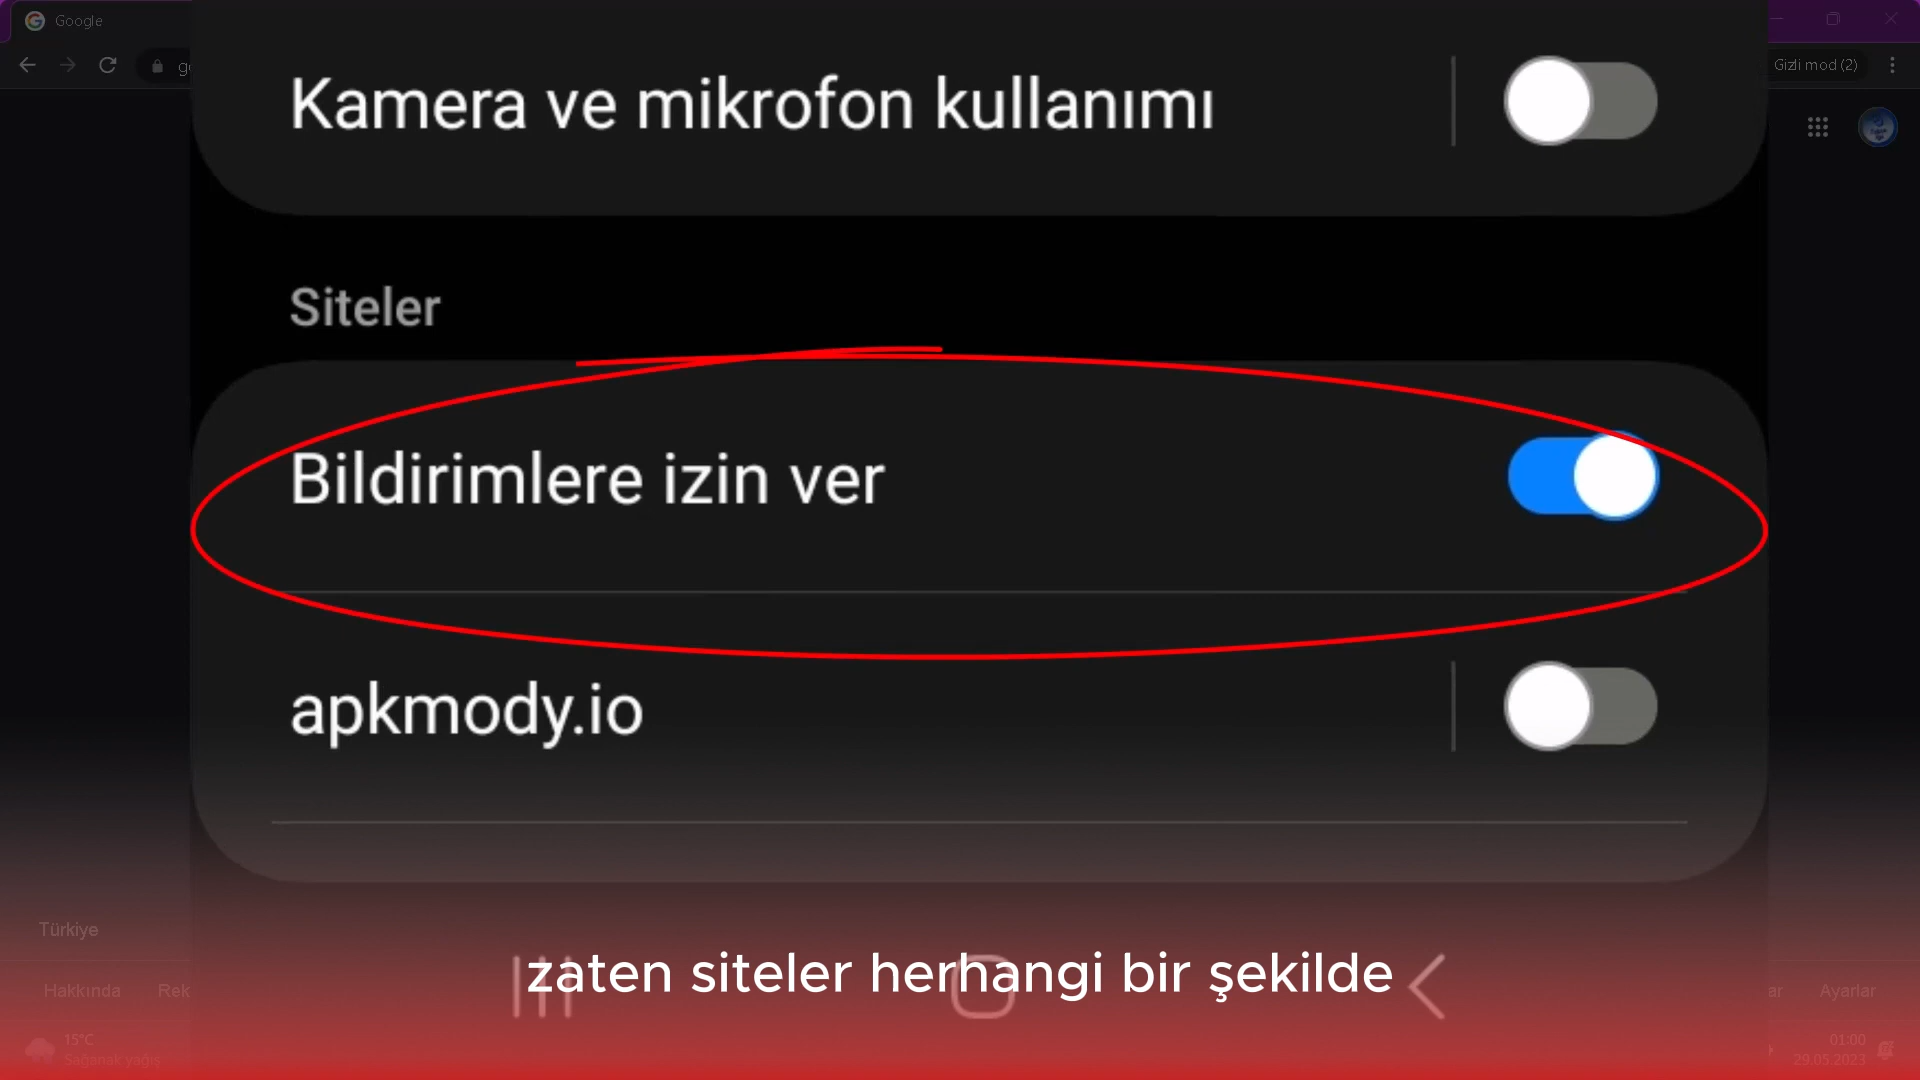 Google
Gizli mod (2)
Kamera ve mikrofon kullanımı
Siteler
Bildirimlere izin ver
apkmody.io
Türkiye
zaten siteler herhangi bir şekilde
Hakkında
Ayarlar
15°C
Sağanak yağış
01:00
29.05.2023